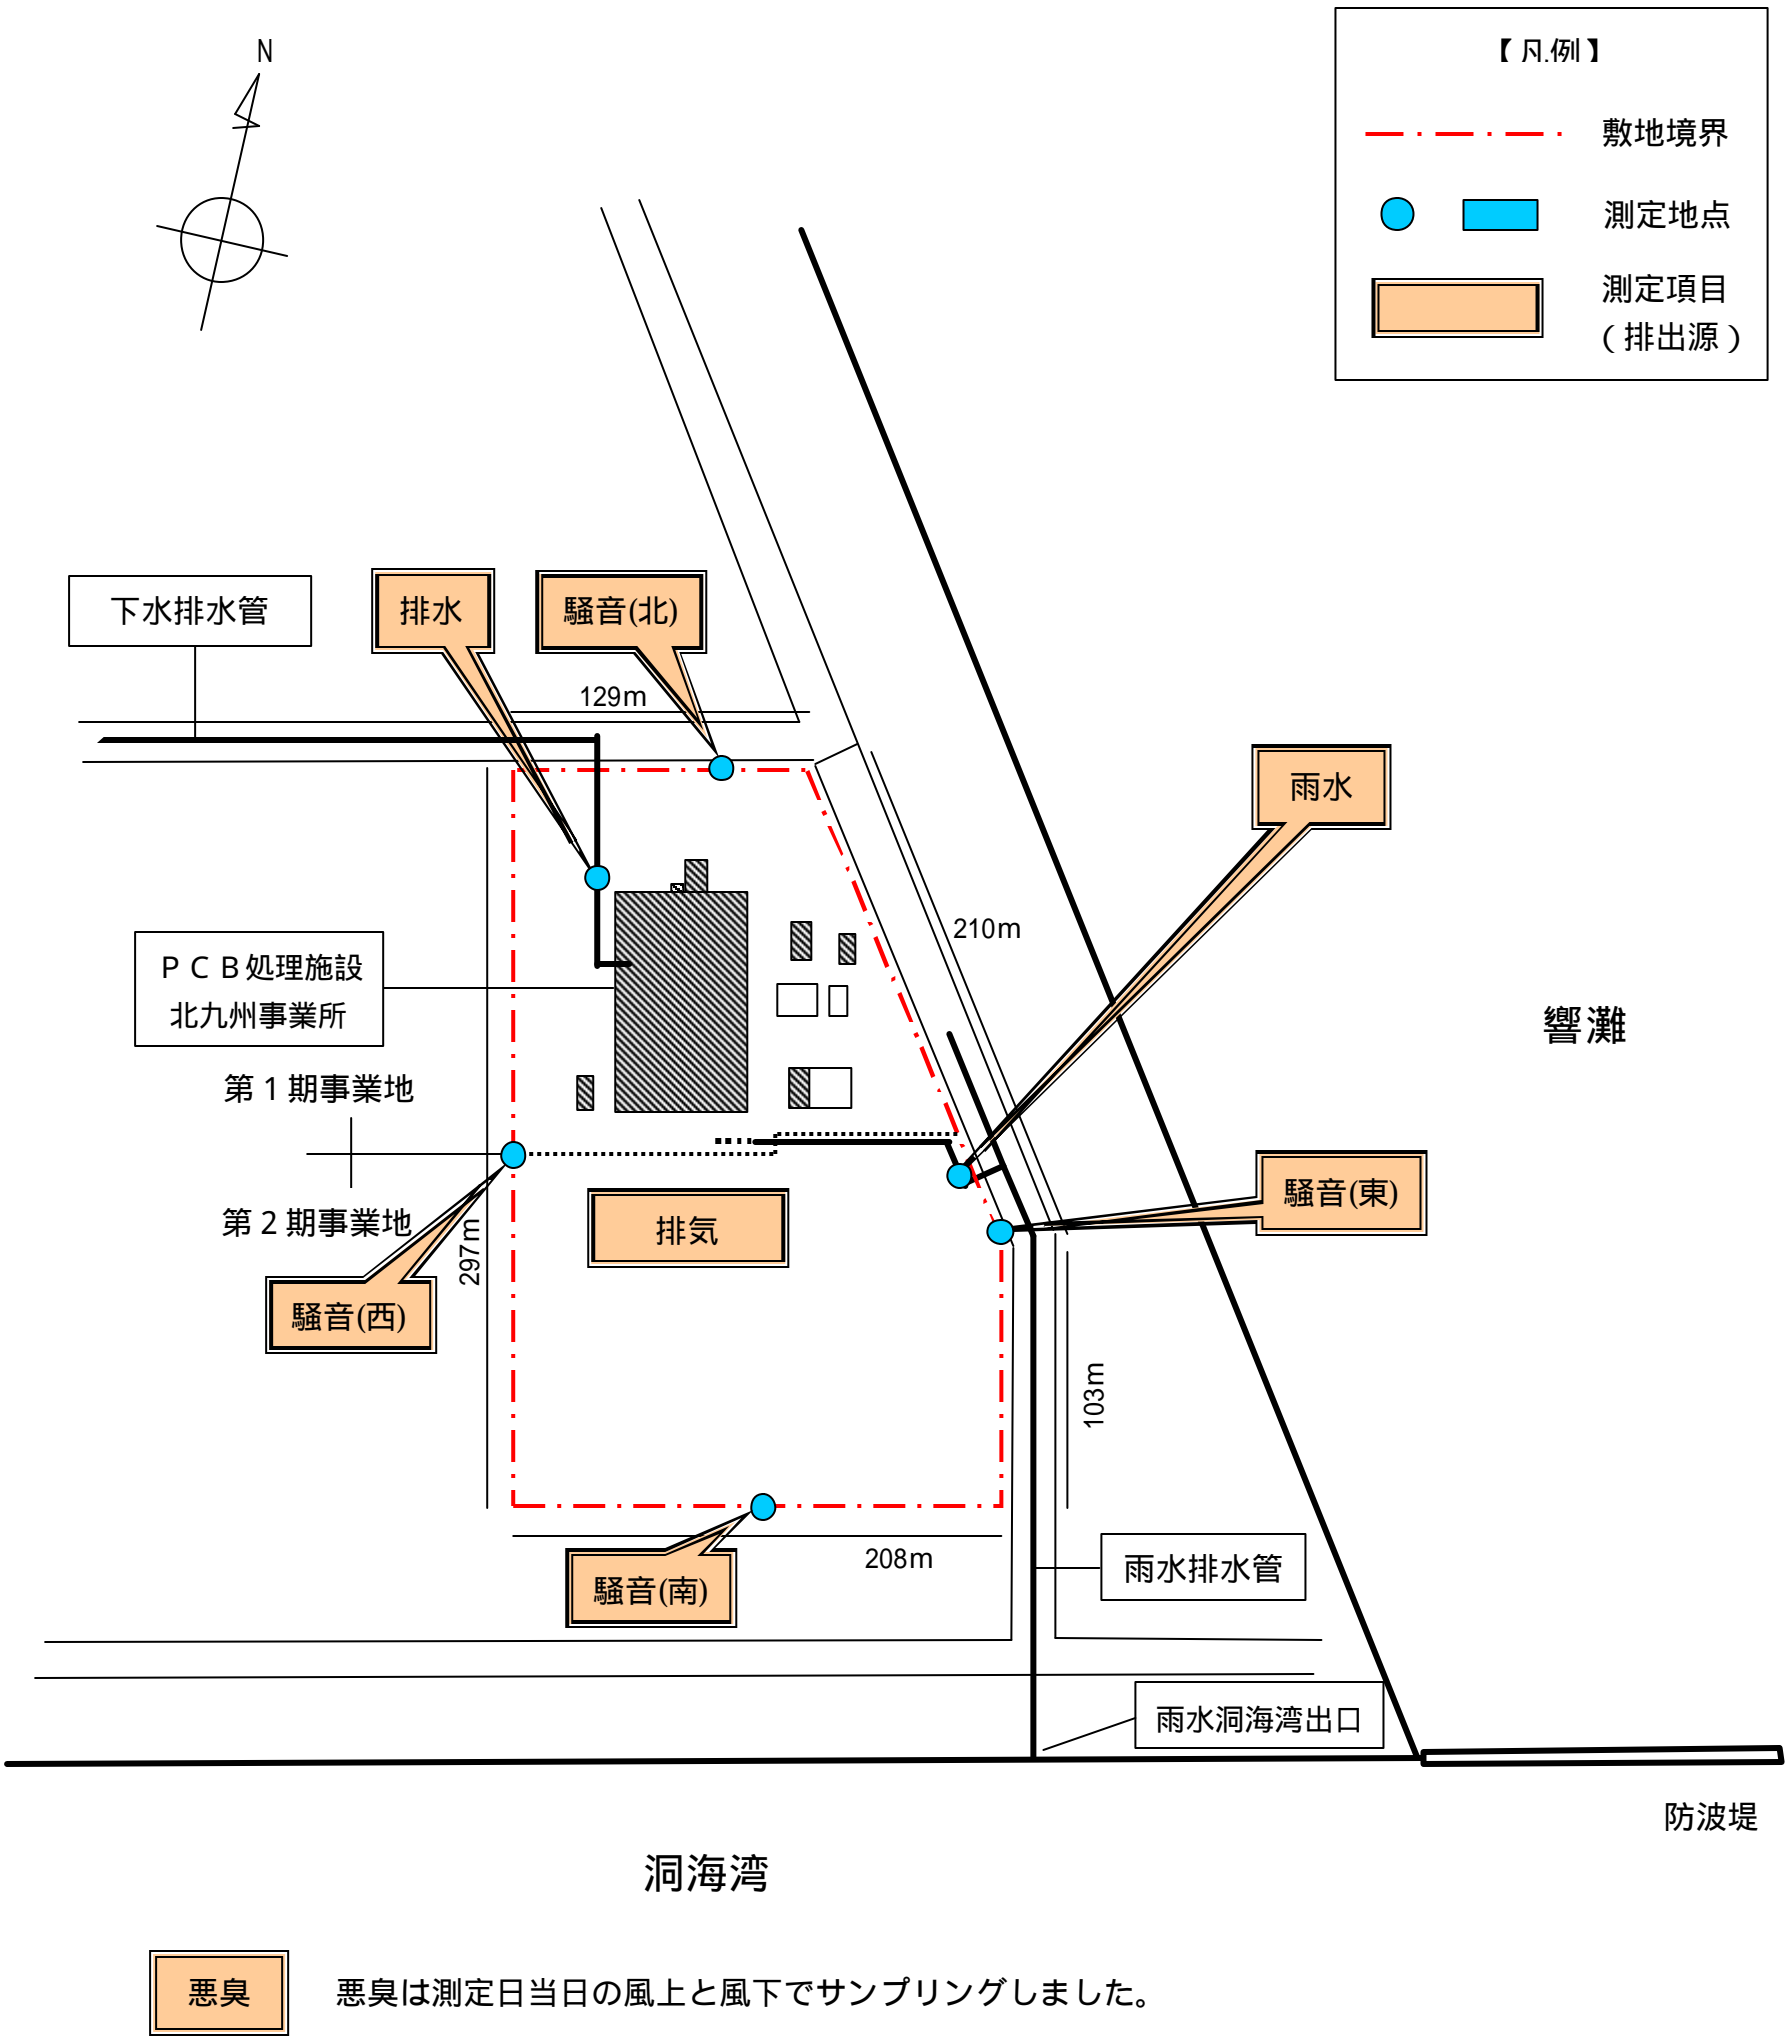 N
【凡例】
敷地境界
測定地点
測定項目
(排出源)
下水排水管
排水
騒音(北)
129m
雨水
210m
PCB処理施設
北九州事業所
響灘
第1期事業地
第2期事業地
297m
排気
騒音(東)
騒音(西)
103m
208m
騒音(南)
雨水排水管
雨水洞海湾出口
防波堤
洞海湾
悪臭
悪臭は測定日当日の風上と風下でサンプリングしました。